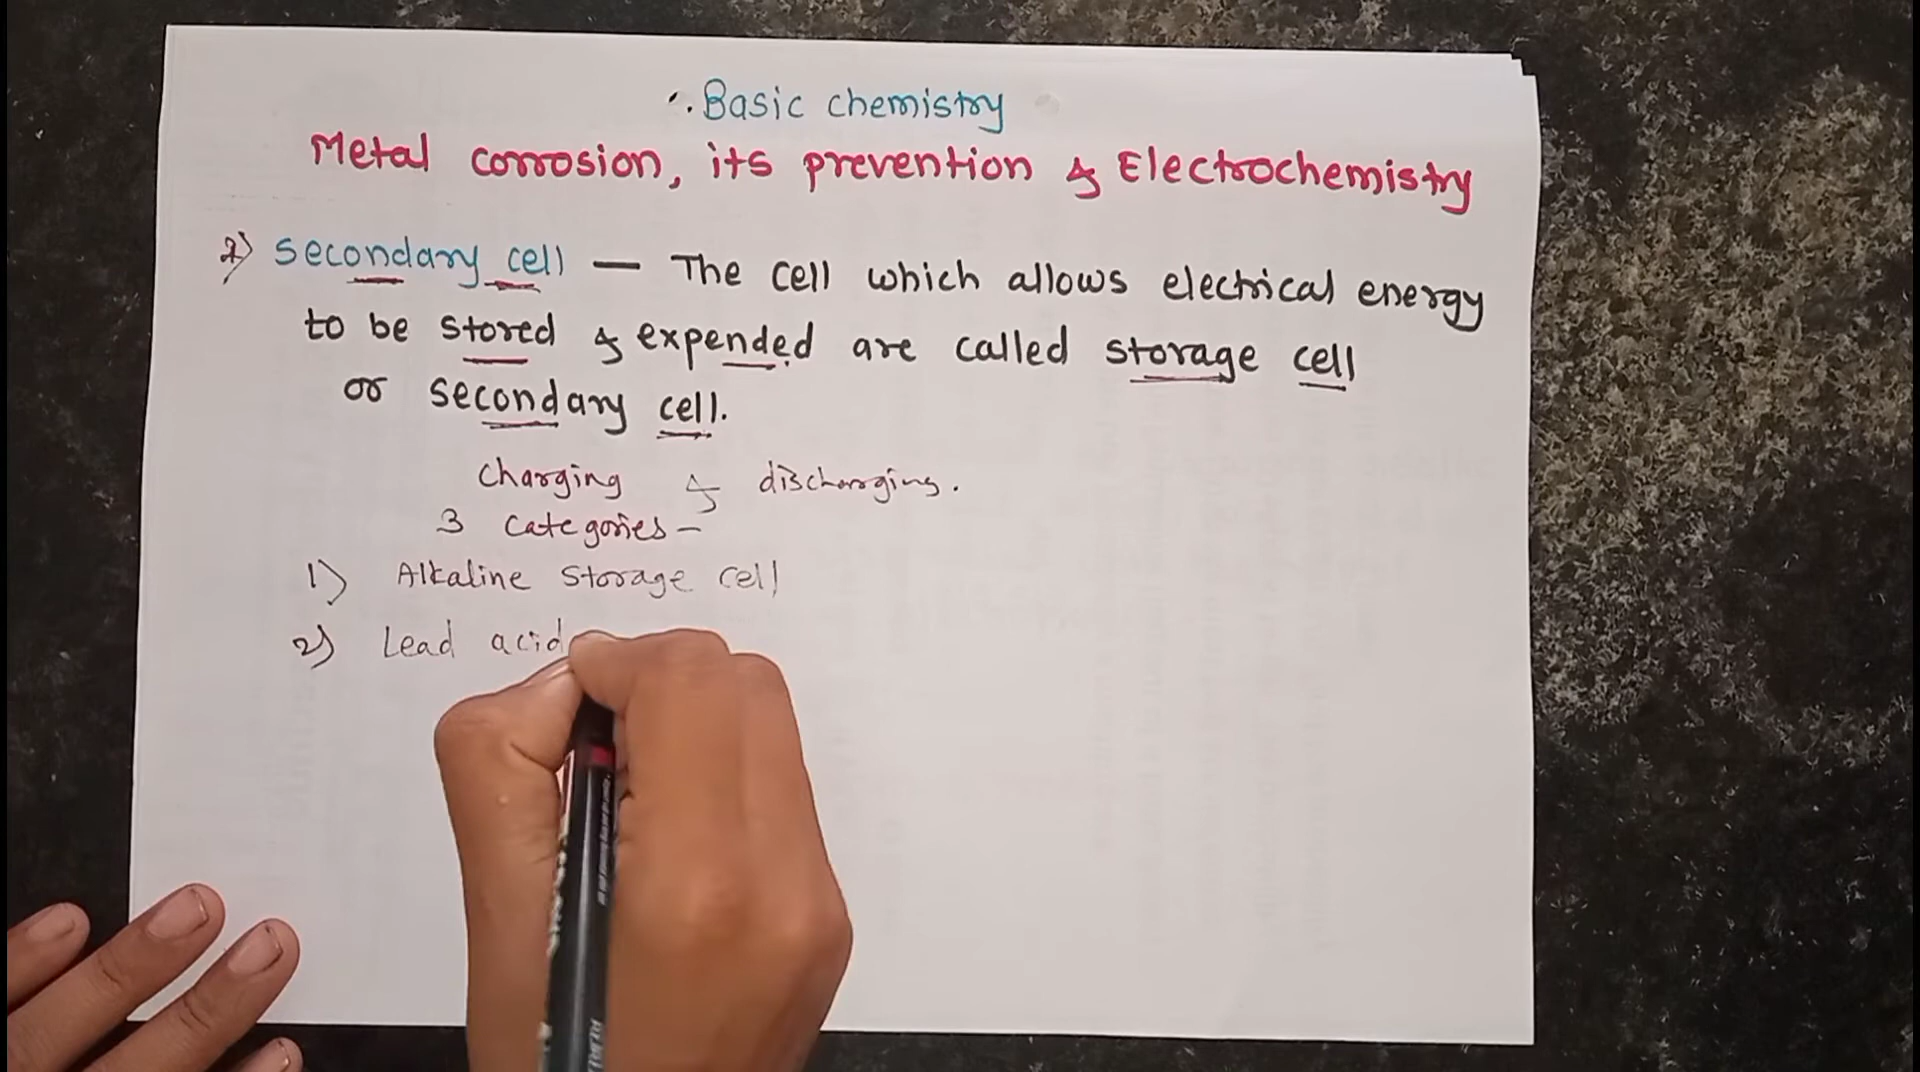 Basic chemistry
Metal corrosion, its prevention & Electrochemistry
2) Secondary cell — The cell which allows electrical energy
to be stored & expended are called storage cell
or secondary cell.
Charging & discharging.
3 Categories –
1) Alkaline Storage Cell
2) Lead acid